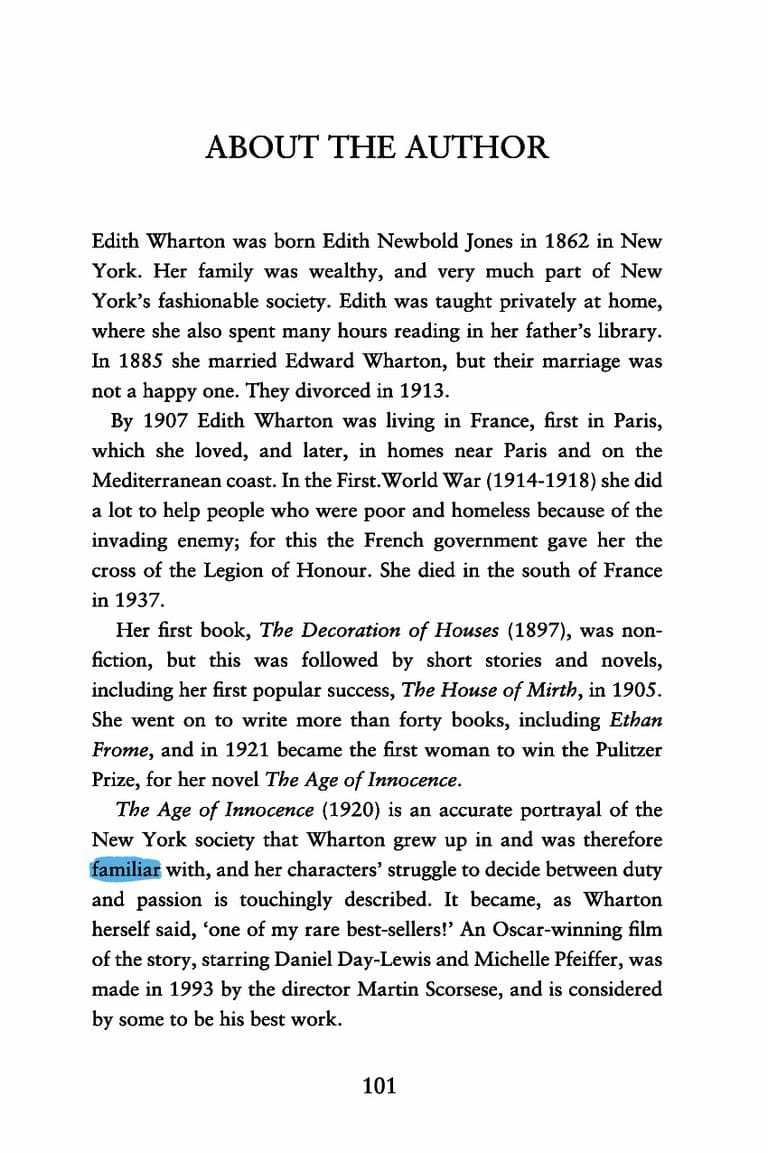 ABOUT THE AUTHOR
Edith Wharton was born Edith Newbold Jones in 1862 in New
York. Her family was wealthy, and very much part of New
York's fashionable society. Edith was taught privately at home,
where she also spent many hours reading in her father's library.
In 1885 she married Edward Wharton, but their marriage was
not a happy one. They divorced in 1913.
By 1907 Edith Wharton was living in France, first in Paris,
which she loved, and later, in homes near Paris and on the
Mediterranean coast. In the First.World War (1914-1918) she did
a lot to help people who were poor and homeless because of the
invading enemy; for this the French government gave her the
cross of the Legion of Honour. She died in the south of France
in 1937.
Her first book, The Decoration of Houses (1897), was non-
fiction, but this was followed by short stories and novels,
including her first popular success, The House of Mirth, in 1905.
She went on to write more than forty books, including Ethan
Frome, and in 1921 became the first woman to win the Pulitzer
Prize, for her novel The Age of Innocence.
The Age of Innocence (1920) is an accurate portrayal of the
New York society that Wharton grew up in and was therefore
familiar with, and her characters' struggle to decide between duty
and passion is touchingly described. It became, as Wharton
herself said, 'one of my rare best-sellers!' An Oscar-winning film
of the story, starring Daniel Day-Lewis and Michelle Pfeiffer, was
made in 1993 by the director Martin Scorsese, and is considered
by some to be his best work.
101